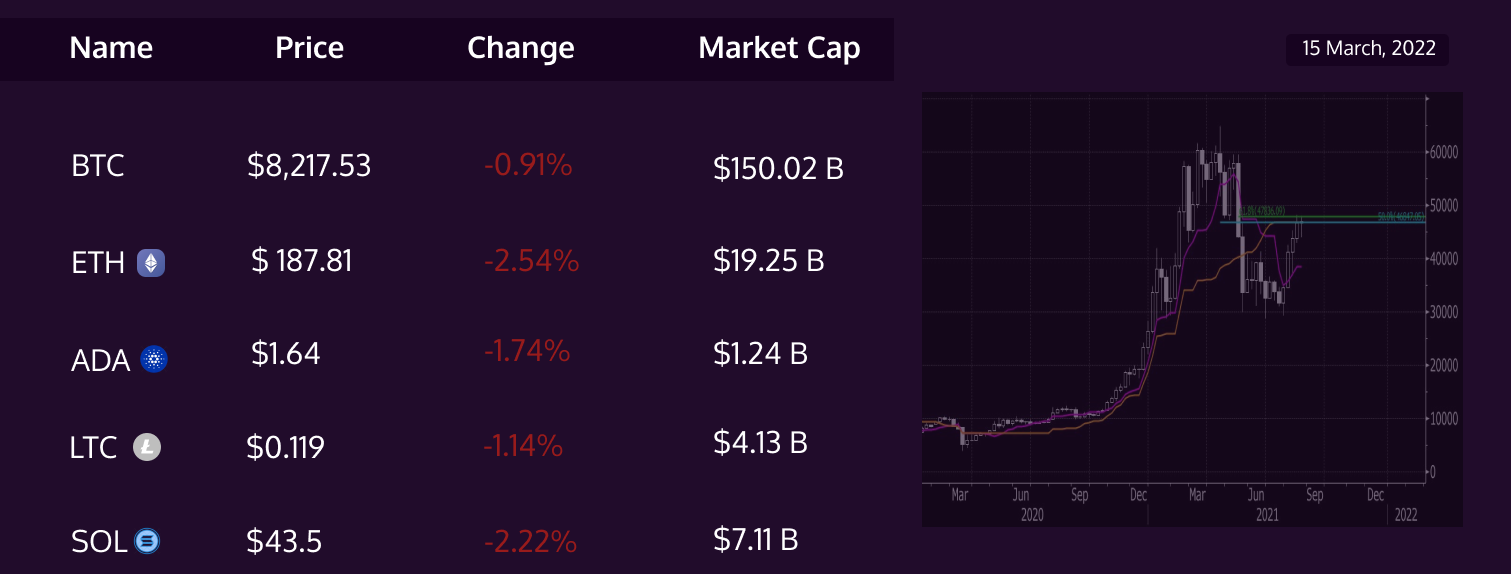 Name Price Change Market Cap
15 March, 2022
BTC $8,217.53 -0.91% $150.02 B
ETH $ 187.81 -2.54% $19.25 B
ADA $1.64 -1.74% $1.24 B
LTC $0.119 -1.14% $4.13 B
SOL $43.5 -2.22% $7.11 B
60000
50000
40000
30000
20000
10000
0
Mar Jun Sep Dec Mar Jun Sep Dec
2020 2021 2022